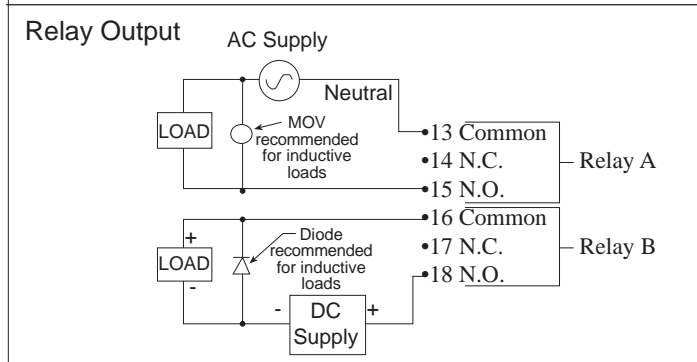 Relay Output
AC Supply
Neutral
LOAD
MOV
recommended
for inductive
loads
13 Common
14 N.C.
15 N.O.
Relay A
+
LOAD
-
Diode
recommended
for inductive
loads
- DC +
Supply
16 Common
17 N.C.
18 N.O.
Relay B